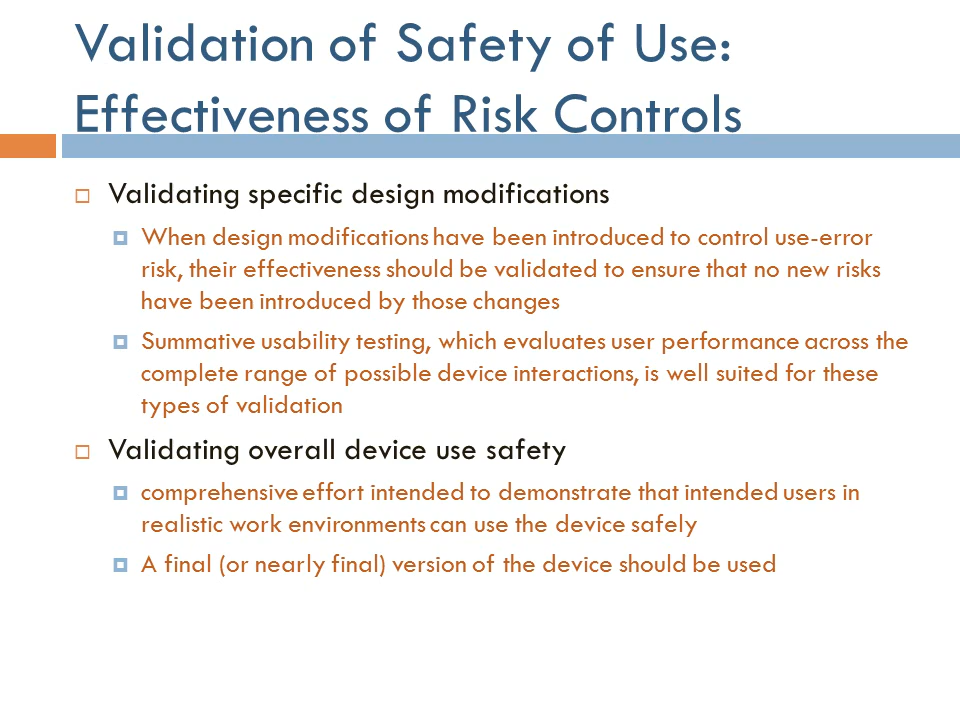 Validation of Safety of Use:
Effectiveness of Risk Controls
Validating specific design modifications
When design modifications have been introduced to control use-error
risk, their effectiveness should be validated to ensure that no new risks
have been introduced by those changes
Summative usability testing, which evaluates user performance across the
complete range of possible device interactions, is well suited for these
types of validation
Validating overall device use safety
comprehensive effort intended to demonstrate that intended users in
realistic work environments can use the device safely
A final (or nearly final) version of the device should be used